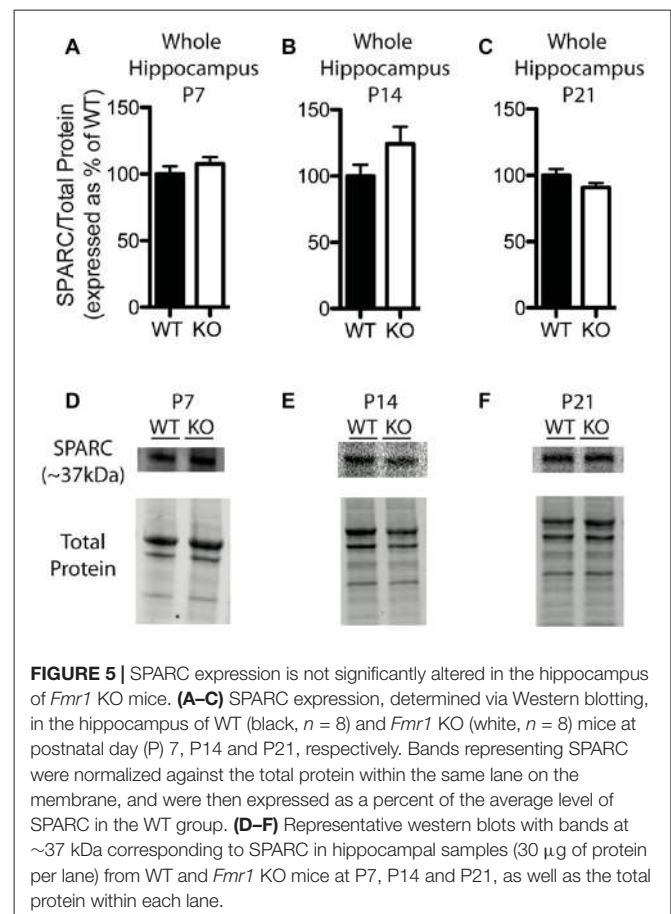 A Whole Hippocampus P7
B Whole Hippocampus P14
C Whole Hippocampus P21
SPARC/Total Protein
(expressed as % of WT)
150
100
50
0
WT KO
150
100
50
0
WT KO
150
100
50
0
WT KO
D P7
E P14
F P21
WT KO
WT KO
WT KO
SPARC
(~37kDa)
Total
Protein
FIGURE 5 | SPARC expression is not significantly altered in the hippocampus
of Fmr1 KO mice. (A–C) SPARC expression, determined via Western blotting,
in the hippocampus of WT (black, n = 8) and Fmr1 KO (white, n = 8) mice at
postnatal day (P) 7, P14 and P21, respectively. Bands representing SPARC
were normalized against the total protein within the same lane on the
membrane, and were then expressed as a percent of the average level of
SPARC in the WT group. (D–F) Representative western blots with bands at
∼37 kDa corresponding to SPARC in hippocampal samples (30 μg of protein
per lane) from WT and Fmr1 KO mice at P7, P14 and P21, as well as the total
protein within each lane.